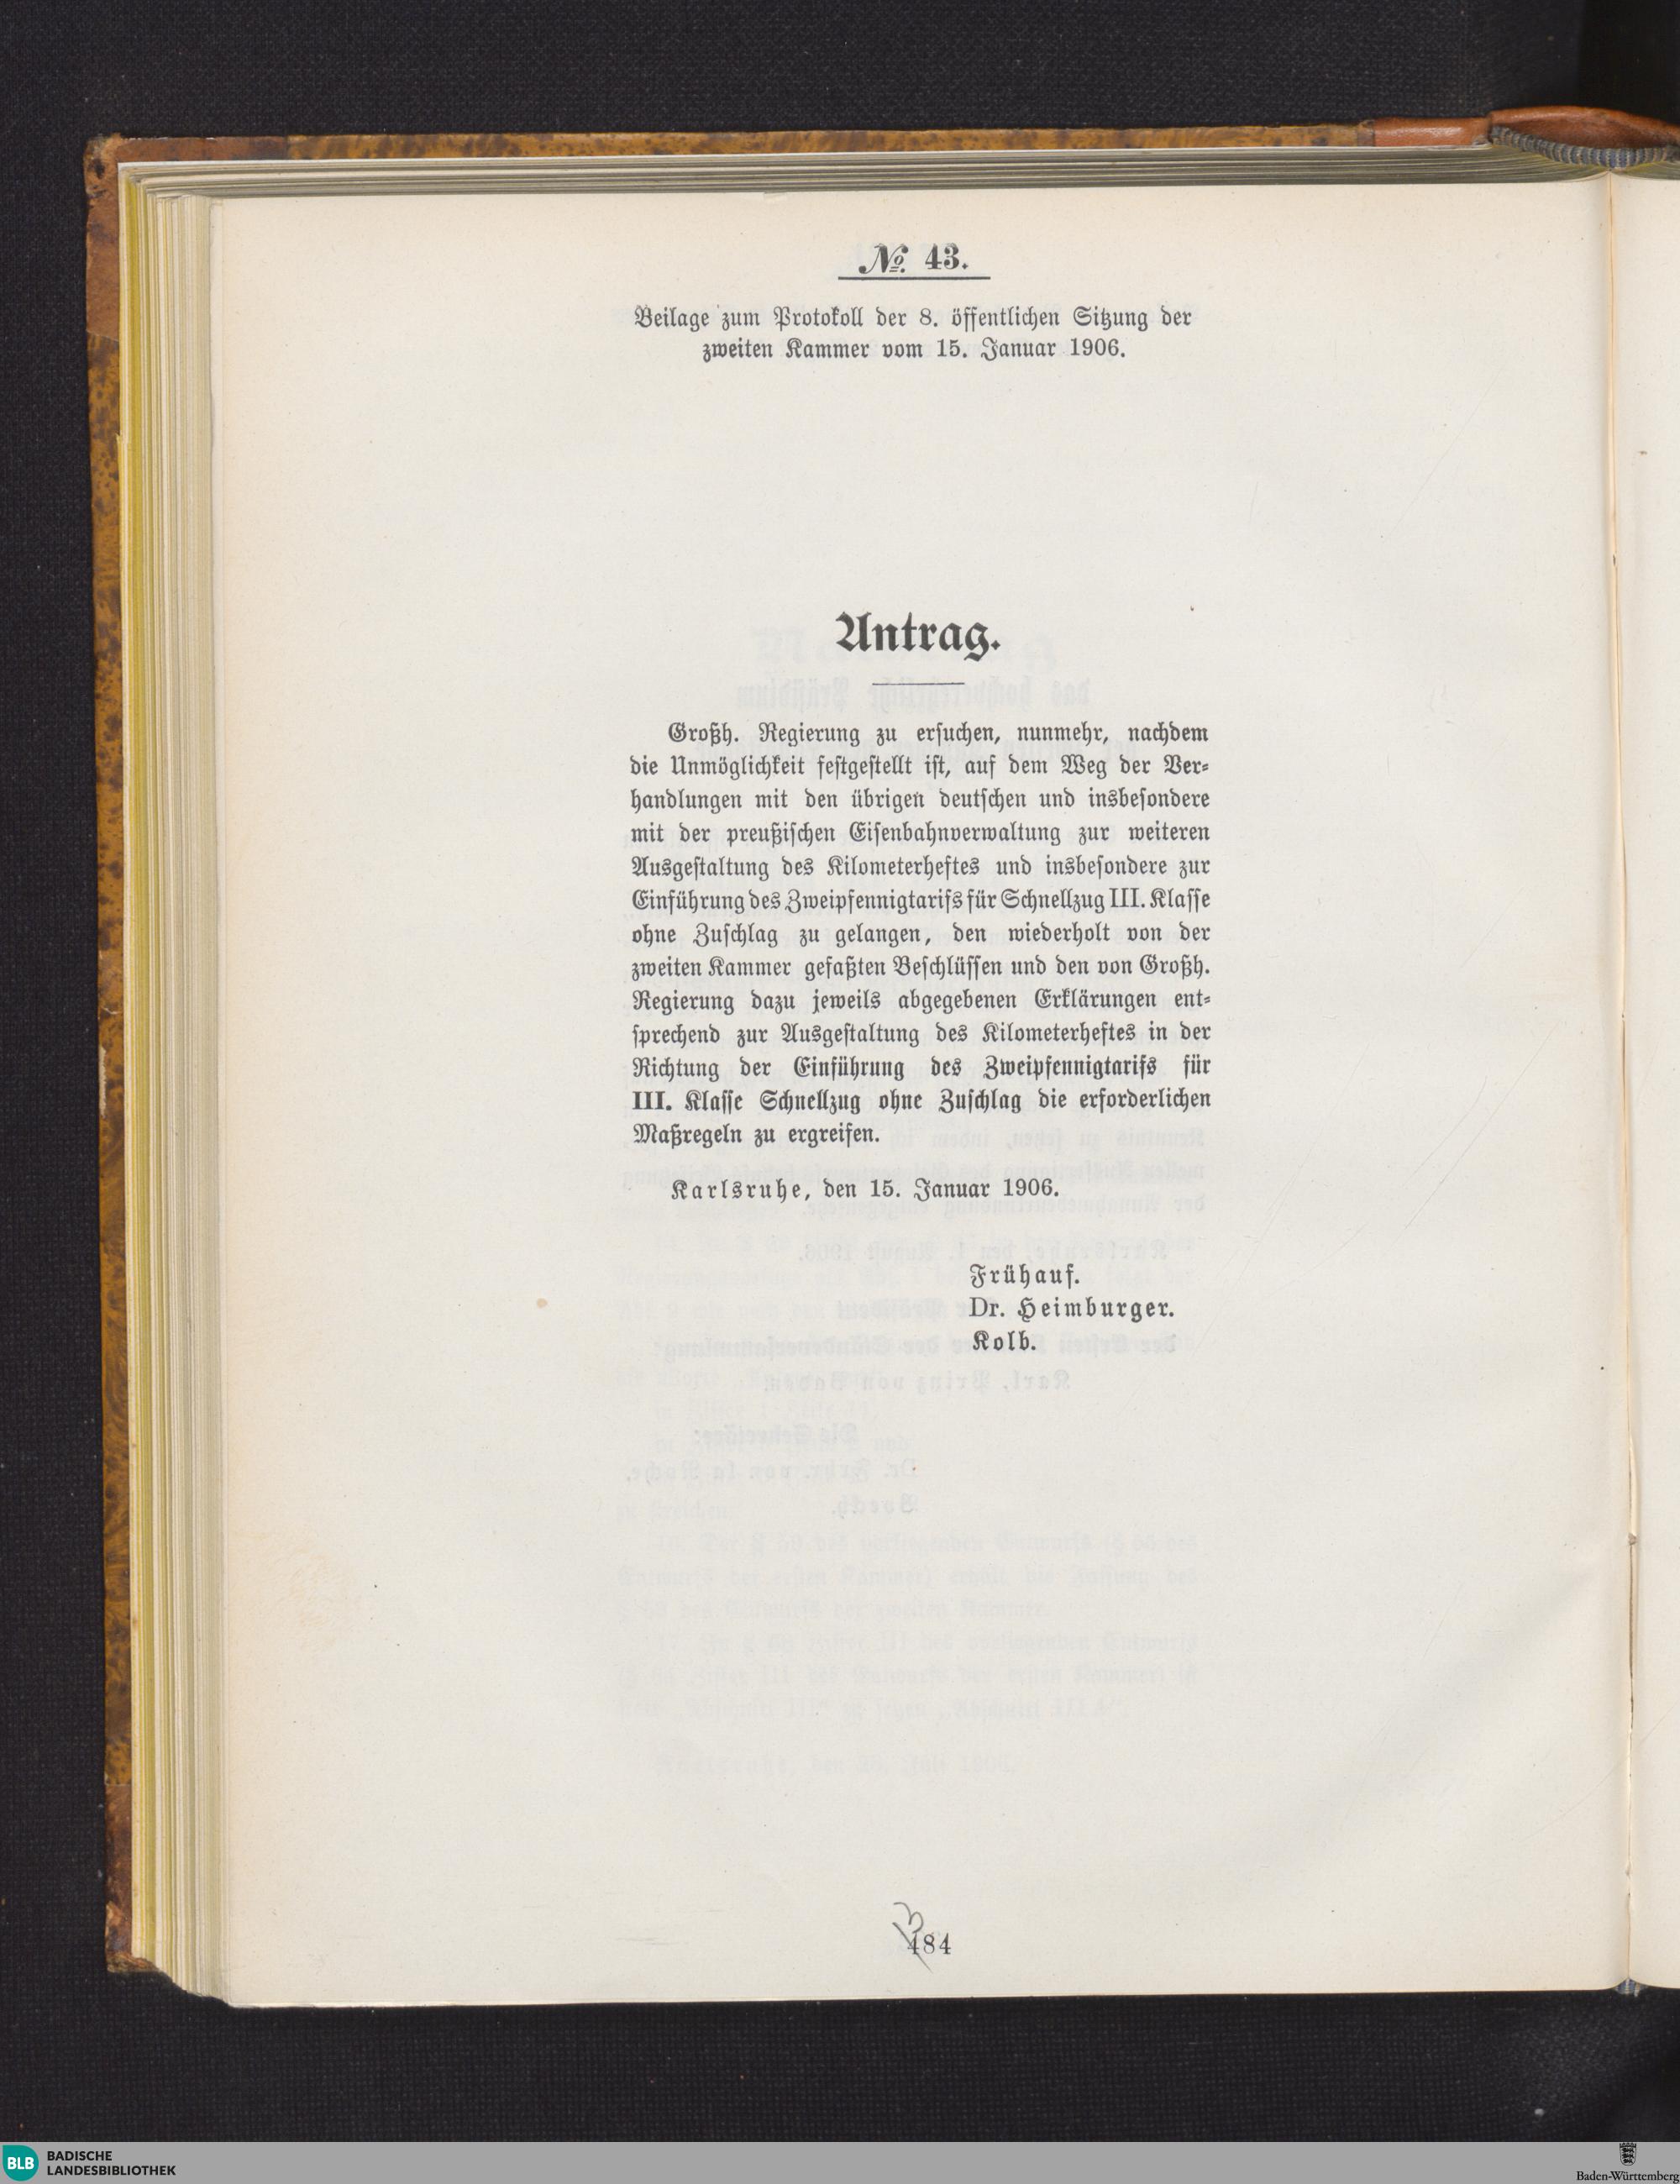 № 43.
Beilage zum Protokoll der 8. öffentlichen Sitzung der
zweiten Kammer vom 15. Januar 1906.
Antrag.
Großh. Regierung zu ersuchen, nunmehr, nachdem
die Unmöglichkeit festgestellt ist, auf dem Weg der Ver-
handlungen mit den übrigen deutschen und insbesondere
mit der preußischen Eisenbahnverwaltung zur weiteren
Ausgestaltung des Kilometerheftes und insbesondere zur
Einführung des Zweipfennigtarifs für Schnellzug III. Klasse
ohne Zuschlag zu gelangen, den wiederholt von der
zweiten Kammer gefaßten Beschlüssen und den von Großh.
Regierung dazu jeweils abgegebenen Erklärungen ent-
sprechend zur Ausgestaltung des Kilometerheftes in der
Richtung der Einführung des Zweipfennigtarifs für
III. Klasse Schnellzug ohne Zuschlag die erforderlichen
Maßregeln zu ergreifen.
Karlsruhe, den 15. Januar 1906.
Frühauf.
Dr. Heimburger.
Kolb.
484
BLB BADISCHE
LANDESBIBLIOTHEK
Baden-Württemberg